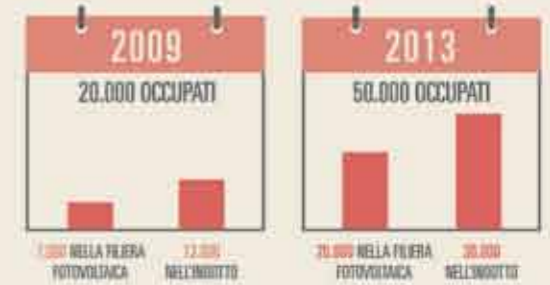 2009
20.000 OCCUPATI
7.000 NELLA FILIERA
FOTOVOLTAICA
13.000
NELL'INDOTTO
2013
50.000 OCCUPATI
20.000 NELLA FILIERA
FOTOVOLTAICA
30.000
NELL'INDOTTO